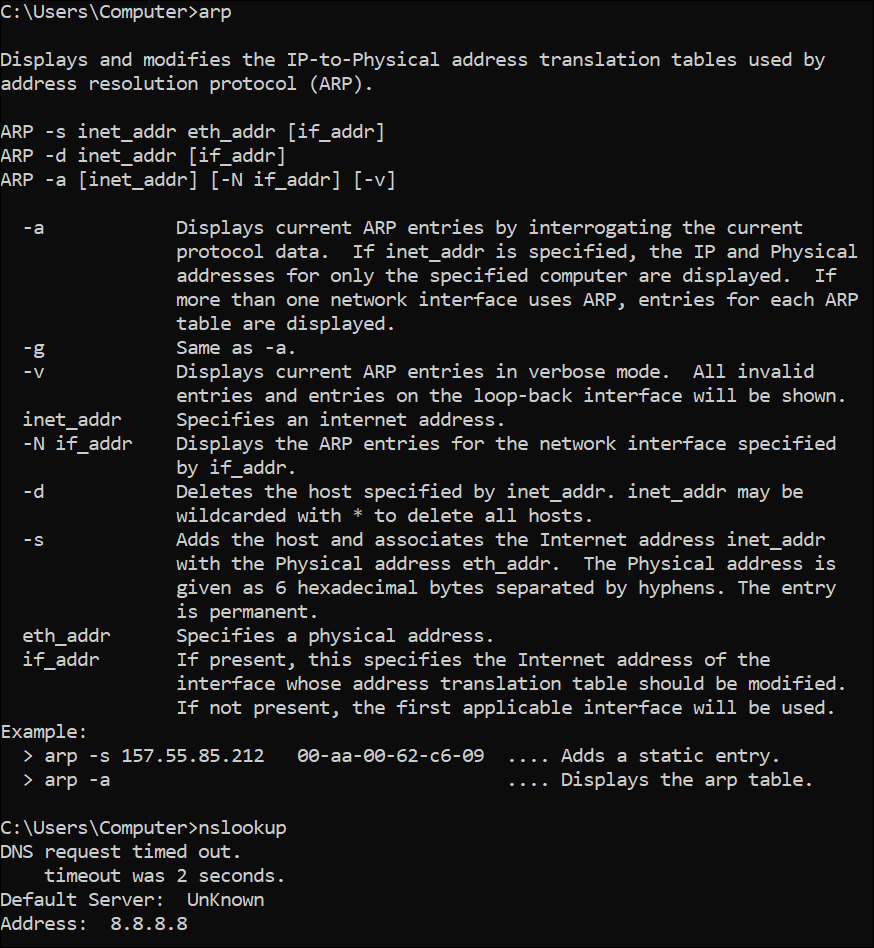 C:\Users\Computer>arp
Displays and modifies the IP-to-Physical address translation tables used by
address resolution protocol (ARP).
ARP -s inet_addr eth_addr [if_addr]
ARP -d inet_addr [if_addr]
ARP -a [inet_addr] [-N if_addr] [-v]
  -a            Displays current ARP entries by interrogating the current
                protocol data.  If inet_addr is specified, the IP and Physical
                addresses for only the specified computer are displayed.  If
                more than one network interface uses ARP, entries for each ARP
                table are displayed.
  -g            Same as -a.
  -v            Displays current ARP entries in verbose mode.  All invalid
                entries and entries on the loop-back interface will be shown.
  inet_addr     Specifies an internet address.
  -N if_addr    Displays the ARP entries for the network interface specified
                by if_addr.
  -d            Deletes the host specified by inet_addr. inet_addr may be
                wildcarded with * to delete all hosts.
  -s            Adds the host and associates the Internet address inet_addr
                with the Physical address eth_addr.  The Physical address is
                given as 6 hexadecimal bytes separated by hyphens. The entry
                is permanent.
  eth_addr      Specifies a physical address.
  if_addr       If present, this specifies the Internet address of the
                interface whose address translation table should be modified.
                If not present, the first applicable interface will be used.
Example:
  > arp -s 157.55.85.212   00-aa-00-62-c6-09  .... Adds a static entry.
  > arp -a                                    .... Displays the arp table.
C:\Users\Computer>nslookup
DNS request timed out.
    timeout was 2 seconds.
Default Server:  UnKnown
Address:  8.8.8.8